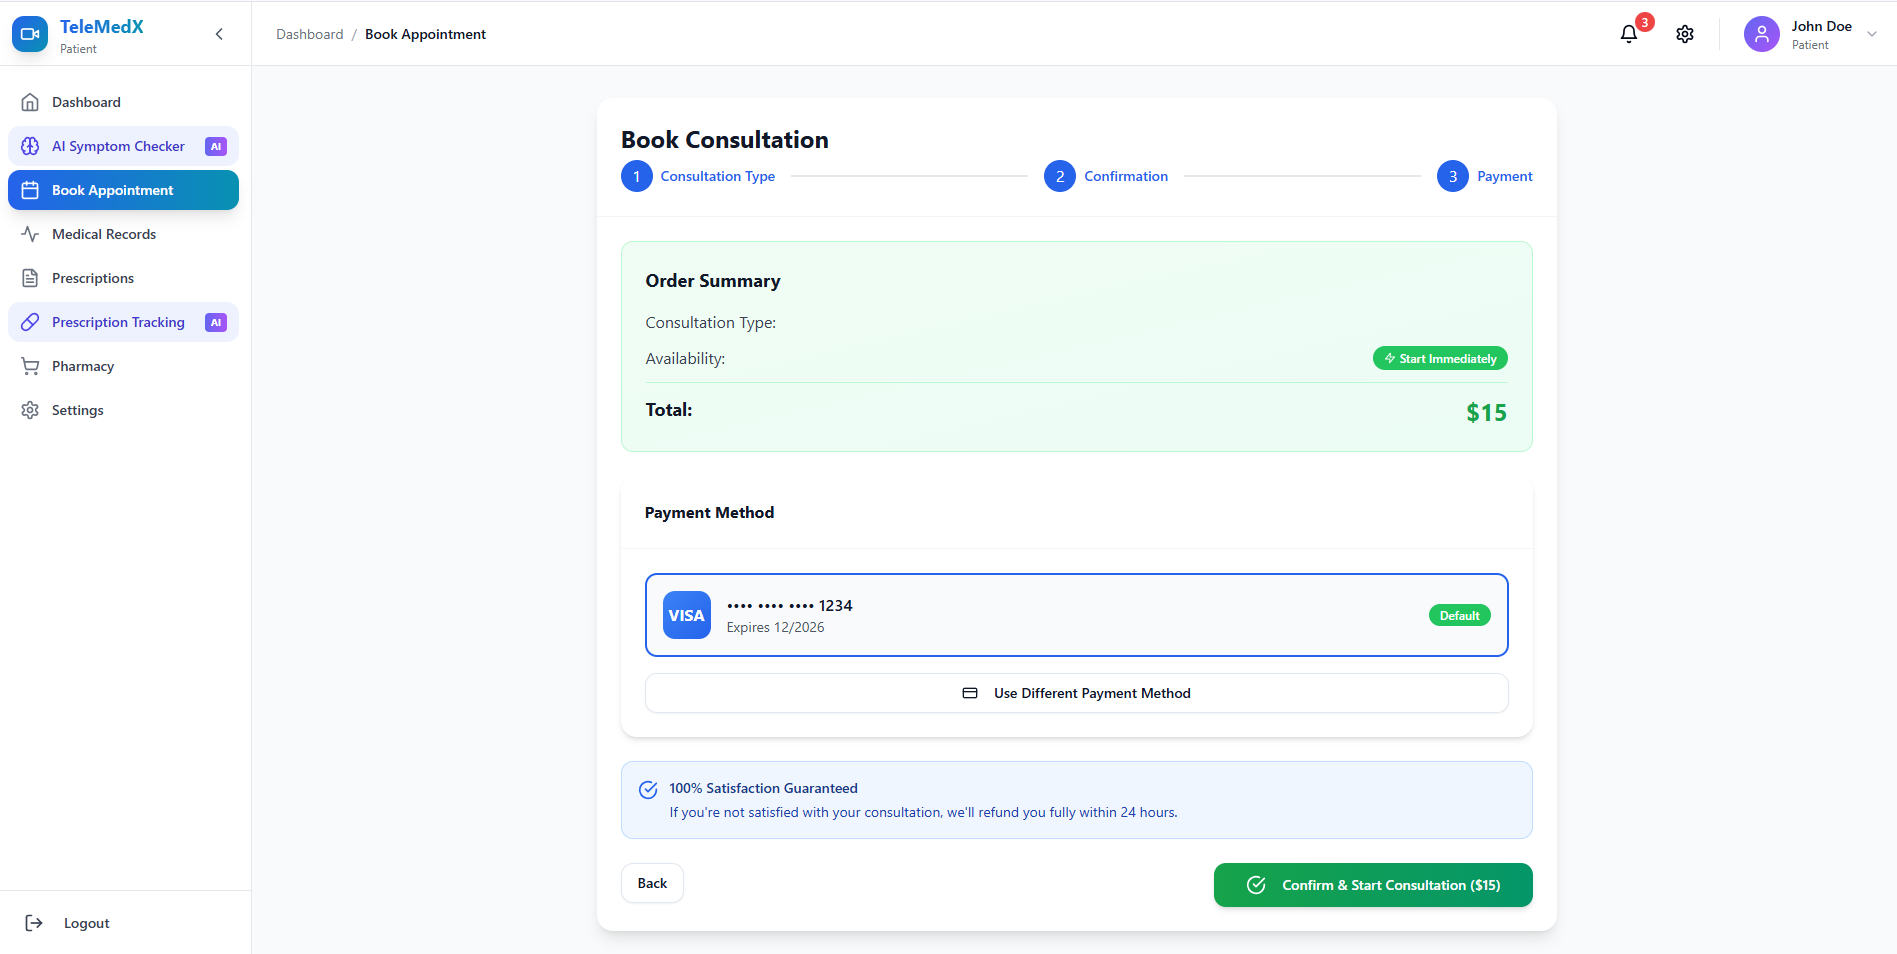 TeleMedX
Patient
Dashboard / Book Appointment
3
John Doe
Patient
Dashboard
AI Symptom Checker AI
Book Appointment
Medical Records
Prescriptions
Prescription Tracking AI
Pharmacy
Settings
Logout
Book Consultation
1 Consultation Type 2 Confirmation 3 Payment
Order Summary
Consultation Type:
Availability: Start Immediately
Total: $15
Payment Method
VISA
•••• •••• •••• 1234
Expires 12/2026
Default
Use Different Payment Method
100% Satisfaction Guaranteed
If you're not satisfied with your consultation, we'll refund you fully within 24 hours.
Back
Confirm & Start Consultation ($15)